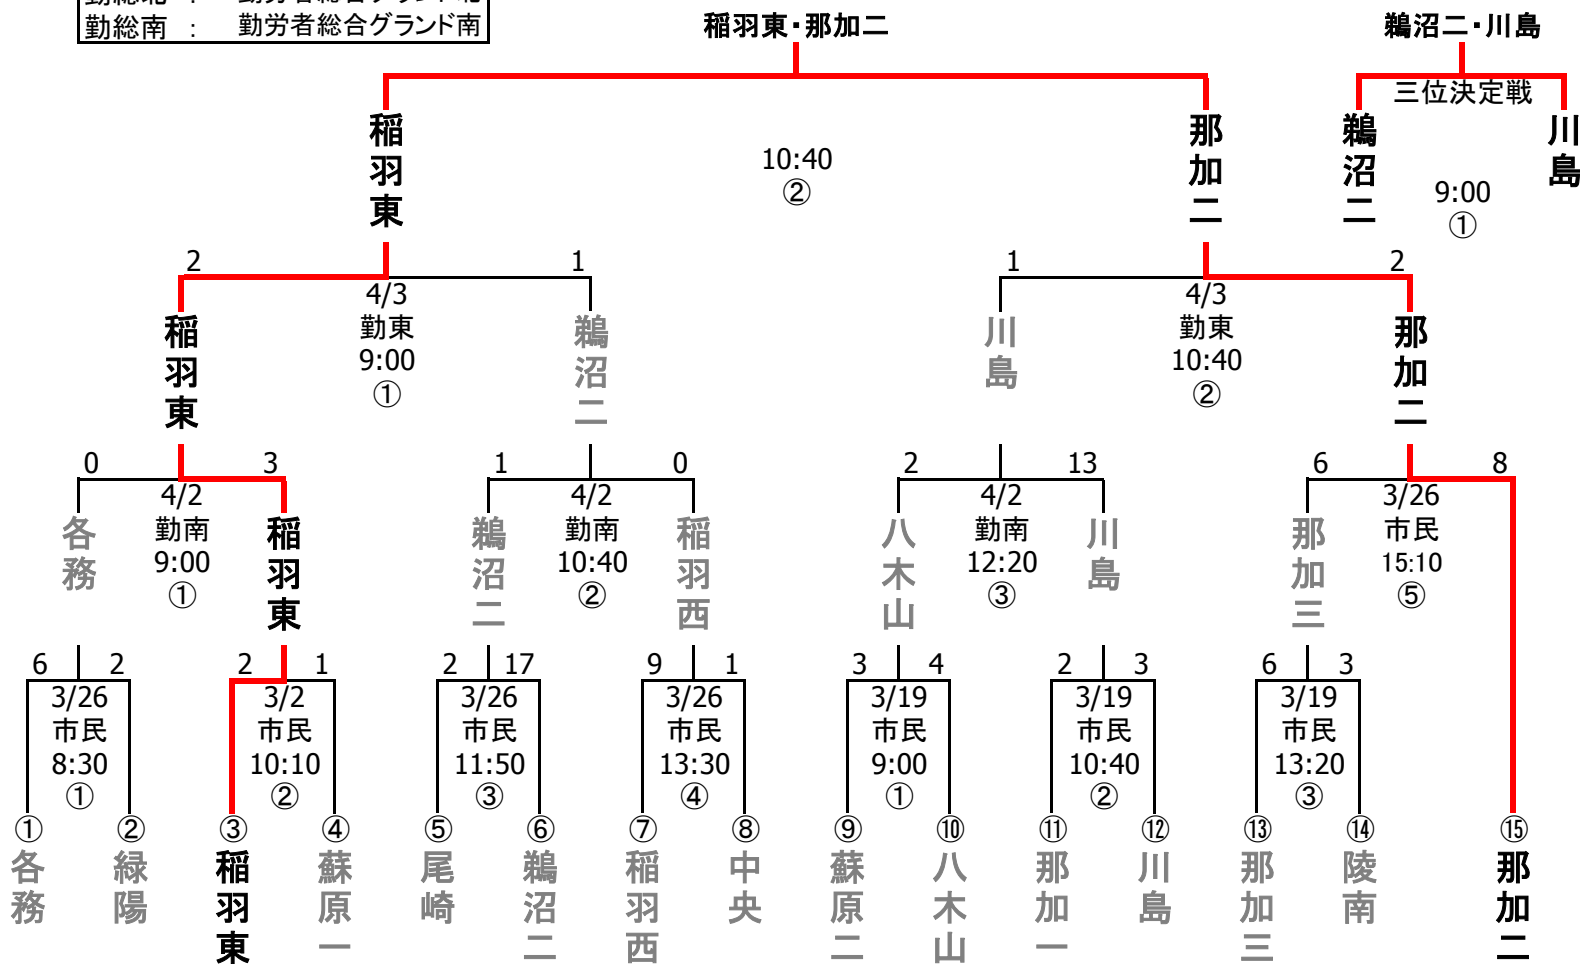 勤総北 : 勤労者総合グランド北
勤総南 : 勤労者総合グランド南
稲羽東・那加二
鵜沼二・川島
三位決定戦
稲羽東
10:40
②
那加二
鵜沼二
9:00
①
川島
2 1
4/3
勤東
9:00
①
1 2
4/3
勤東
10:40
②
稲羽東
鵜沼二
川島
那加二
0 3
4/2
勤南
9:00
①
1 0
4/2
勤南
10:40
②
2 13
4/2
勤南
12:20
③
6 8
3/26
市民
15:10
⑤
各務
稲羽東
鵜沼二
稲羽西
八木山
川島
那加三
6 2
3/26
市民
8:30
①
2 1
3/2
市民
10:10
②
2 17
3/26
市民
11:50
③
9 1
3/26
市民
13:30
④
3 4
3/19
市民
9:00
①
2 3
3/19
市民
10:40
②
6 3
3/19
市民
13:20
③
① 各務
② 緑陽
③ 稲羽東
④ 蘇原一
⑤ 尾崎
⑥ 鵜沼二
⑦ 稲羽西
⑧ 中央
⑨ 蘇原二
⑩ 八木山
⑪ 那加一
⑫ 川島
⑬ 那加三
⑭ 陵南
⑮ 那加二